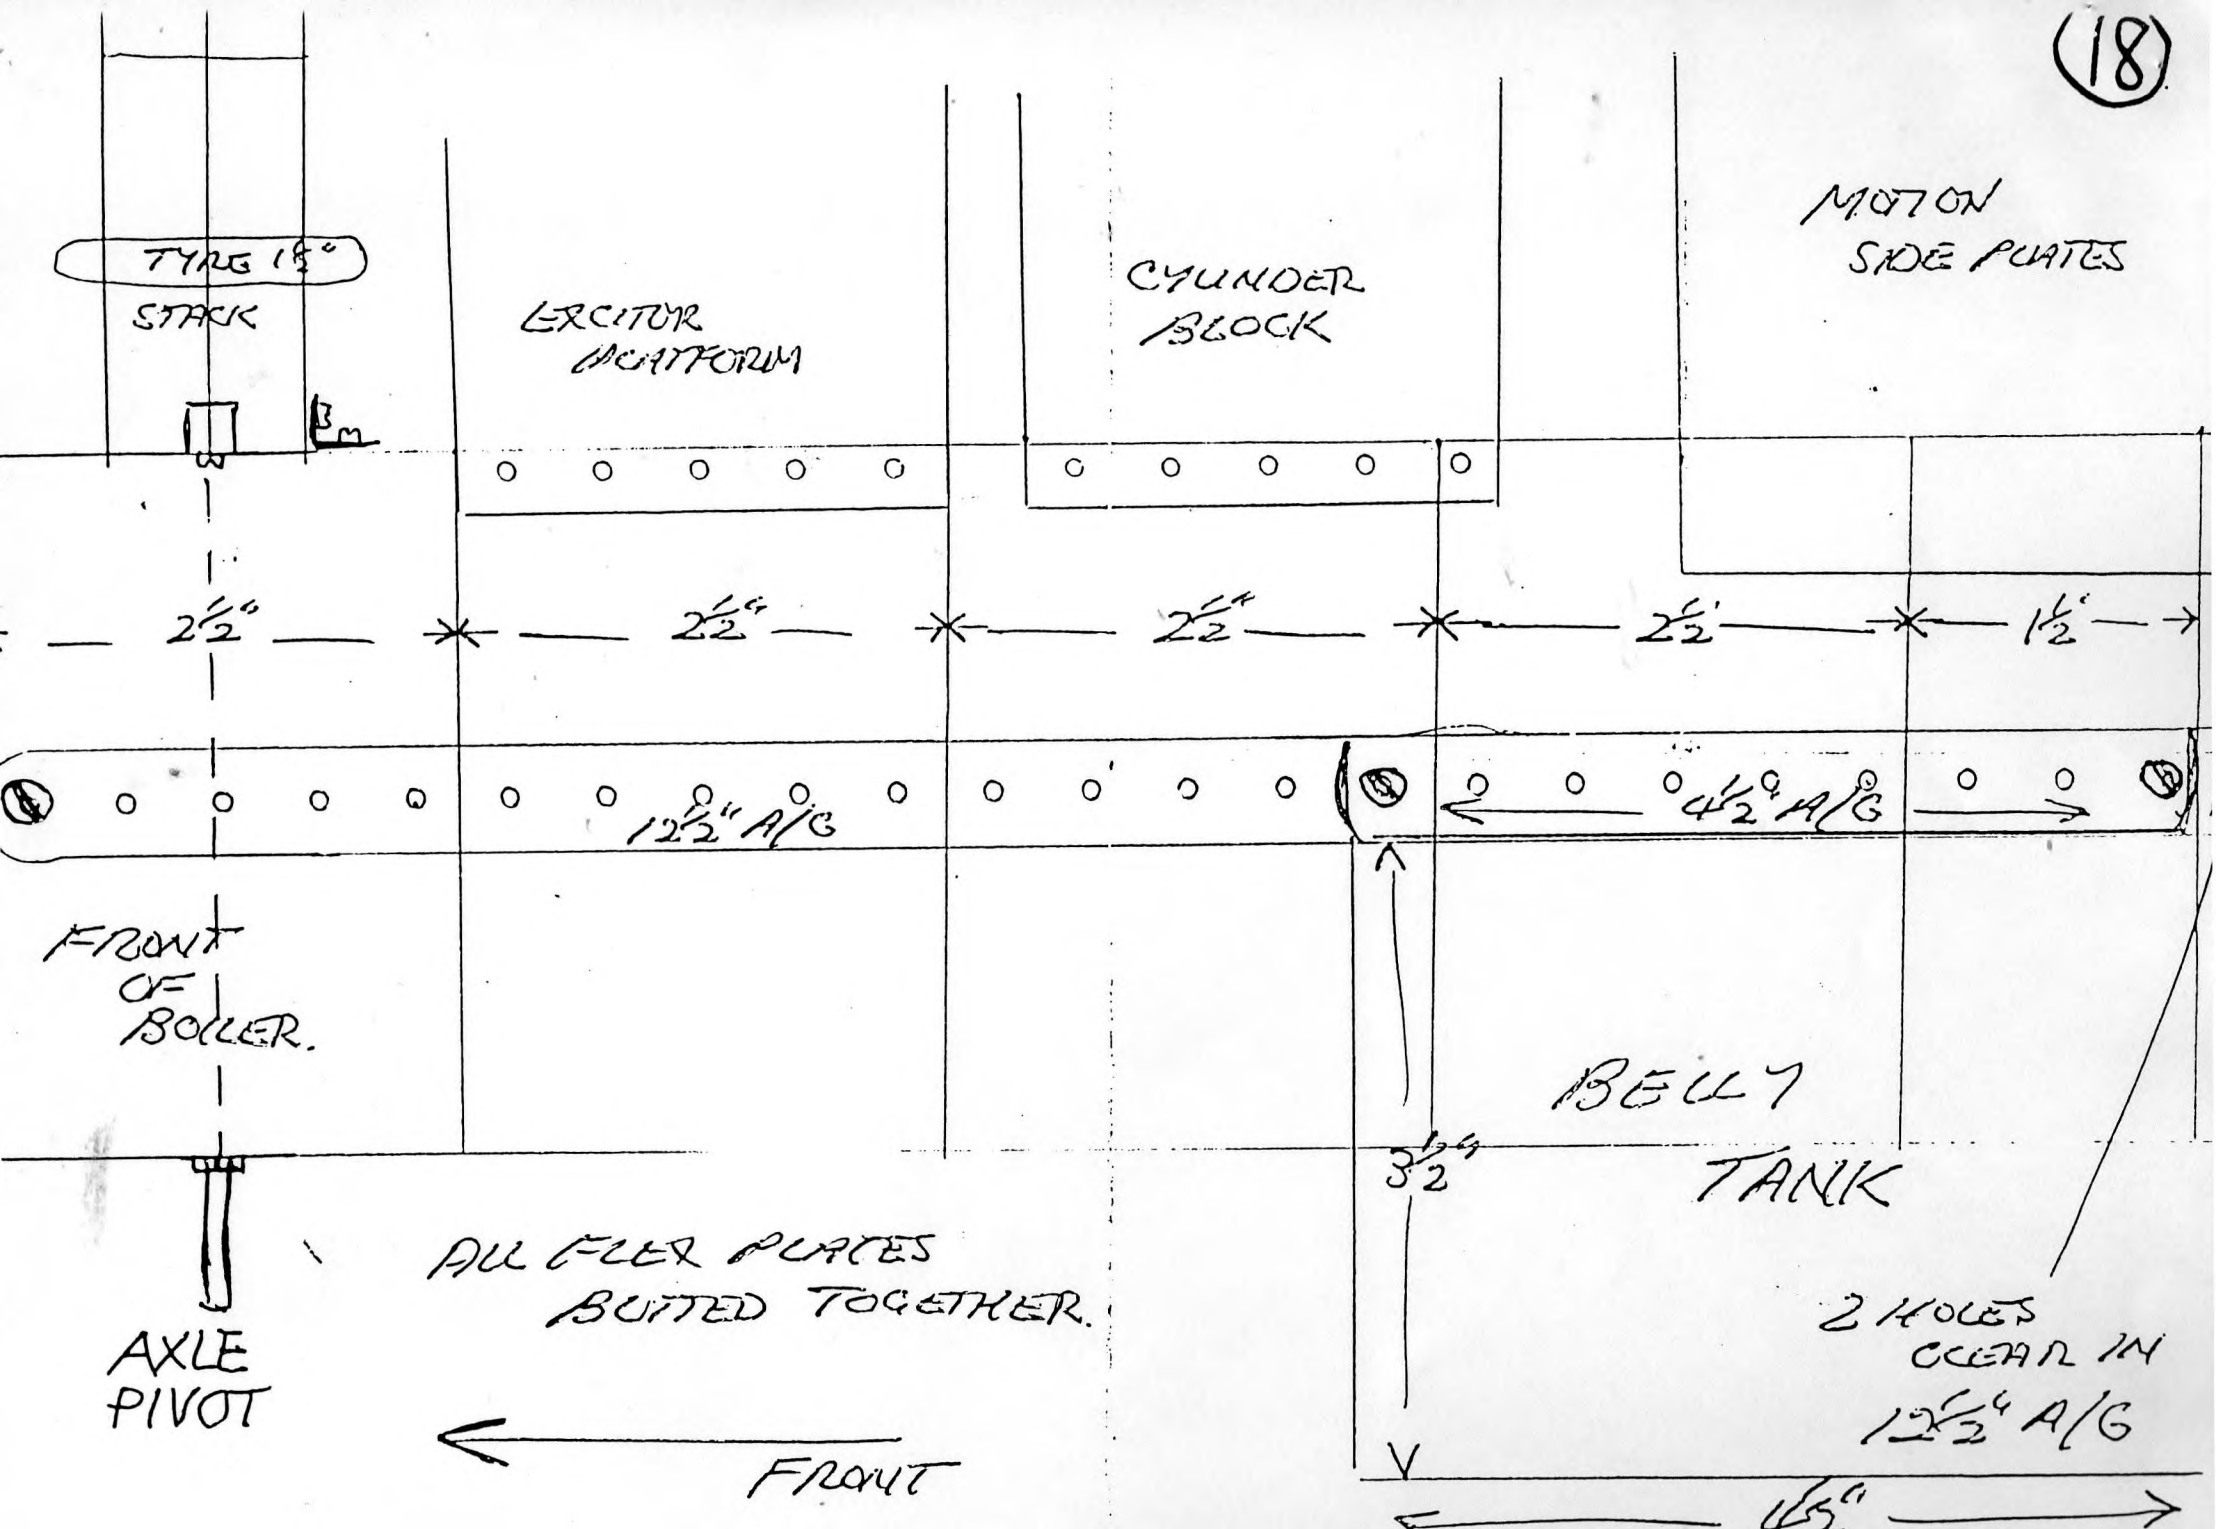 18
TYRE 1½"
STACK
EXCITOR
PLATFORM
CYLINDER
BLOCK
MOTION
SIDE PLATES
2½"
2½"
2½"
2½"
1½"
12½" A/G
4½" A/G
FRONT
OF
BOILER.
BELLY
TANK
3½"
ALL FLEX PLATES
BUTTED TOGETHER.
AXLE
PIVOT
FRONT
2 HOLES
CLEAR IN
12½" A/G